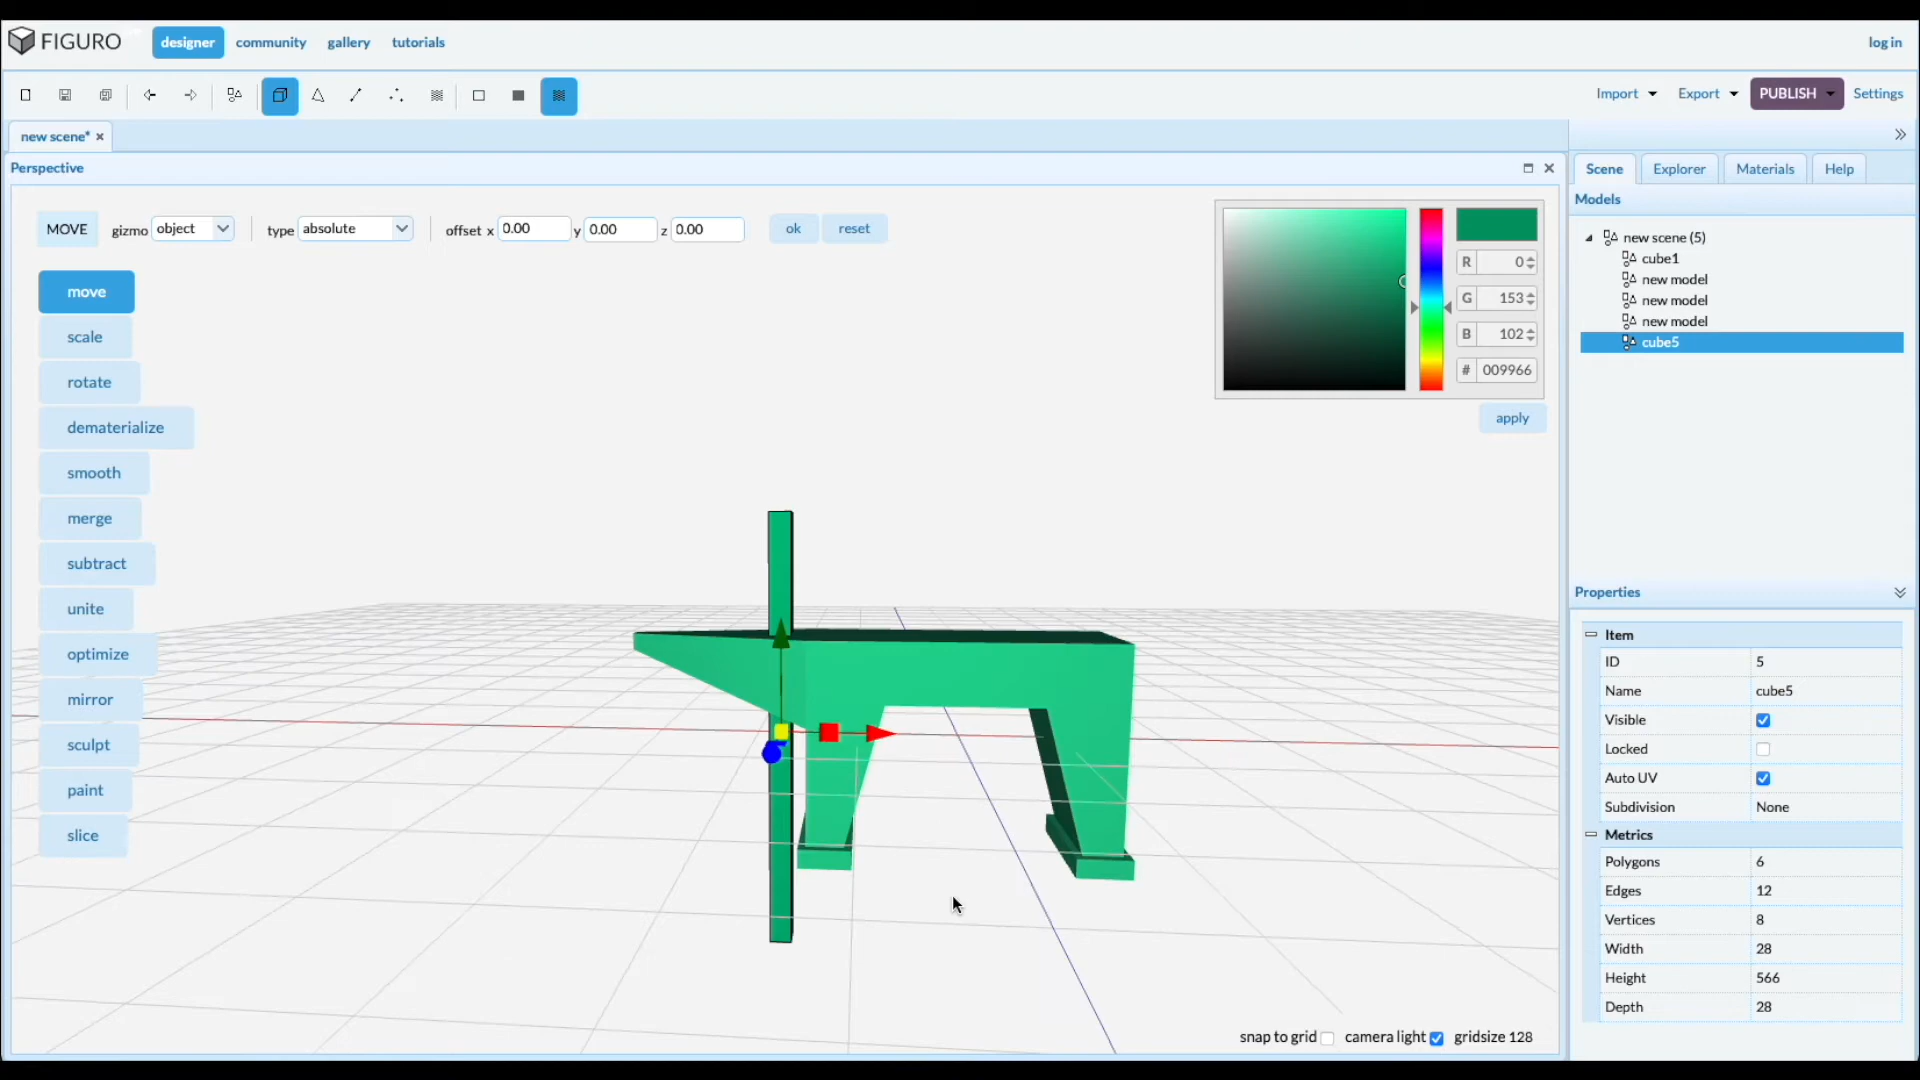 FIGURO
designer
community
gallery
tutorials
log in
Import
Export
PUBLISH
Settings
new scene* ×
Perspective
MOVE
gizmo object
type absolute
offset x 0.00 y 0.00 z 0.00
ok
reset
move
scale
rotate
dematerialize
smooth
merge
subtract
unite
optimize
mirror
sculpt
paint
slice
R 0
G 153
B 102
# 009966
apply
snap to grid
camera light
gridsize 128
Scene
Explorer
Materials
Help
Models
new scene (5)
cube1
new model
new model
new model
cube5
Properties
Item
ID 5
Name cube5
Visible
Locked
Auto UV
Subdivision None
Metrics
Polygons 6
Edges 12
Vertices 8
Width 28
Height 566
Depth 28